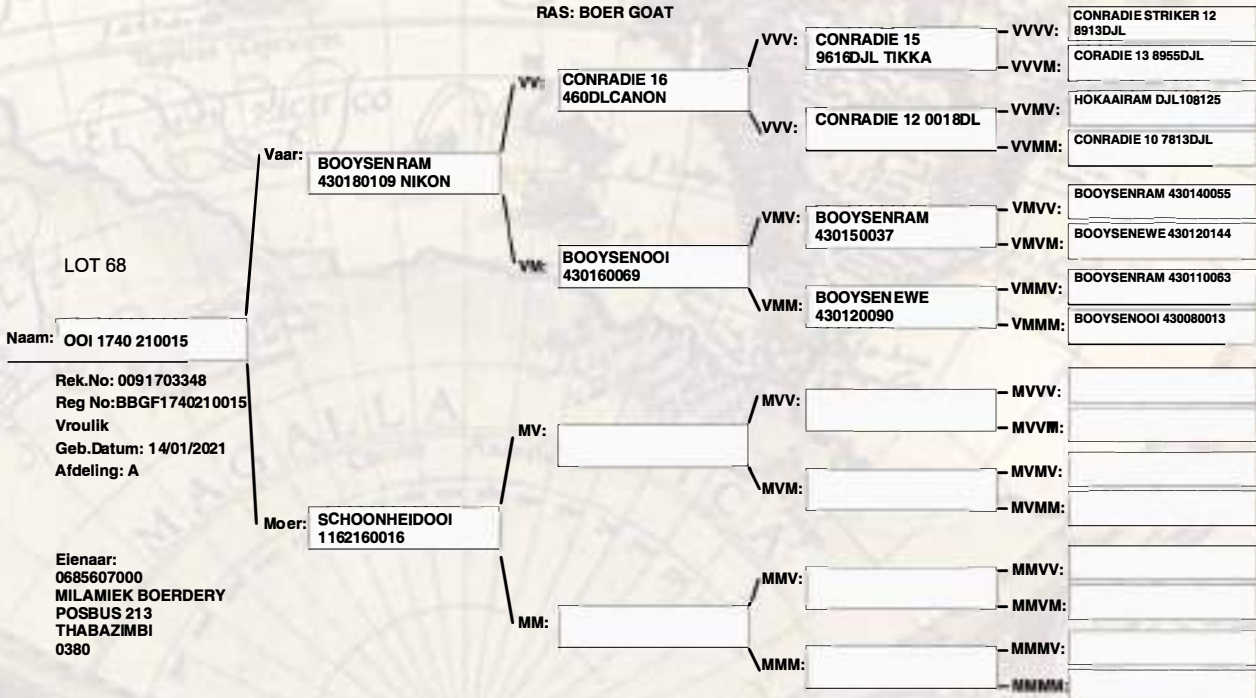 RAS: BOER GOAT
LOT 68
Naam: OOI 1740 210015
Rek.No: 0091703348
Reg No:BBGF1740210015
Vroulik
Geb.Datum: 14/01/2021
Afdeling: A
Eienaar:
0685607000
MILAMIEK BOERDERY
POSBUS 213
THABAZIMBI
0380
Vaar: BOOYSENRAM
430180109 NIKON
Moer: SCHOONHEIDOOI
1162160016
VV: CONRADIE 16
460DLCANON
VM: BOOYSENOOI
430160069
MV:
MM:
VVV: CONRADIE 15
9616DJL TIKKA
VVV: CONRADIE 12 0018DL
VMV: BOOYSENRAM
430150037
VMM: BOOYSENEWE
430120090
MVV:
MVM:
MMV:
MMM:
VVVV: CONRADIE STRIKER 12
8913DJL
VVVM: CORADIE 13 8955DJL
VVMV: HOKAAIRAM DJL108125
VVMM: CONRADIE 10 7813DJL
VMVV: BOOYSENRAM 430140055
VMVM: BOOYSENEWE 430120144
VMMV: BOOYSENRAM 430110063
VMMM: BOOYSENOOI 430080013
MVVV:
MVVM:
MVMV:
MVMM:
MMVV:
MMVM:
MMMV:
MMMM: